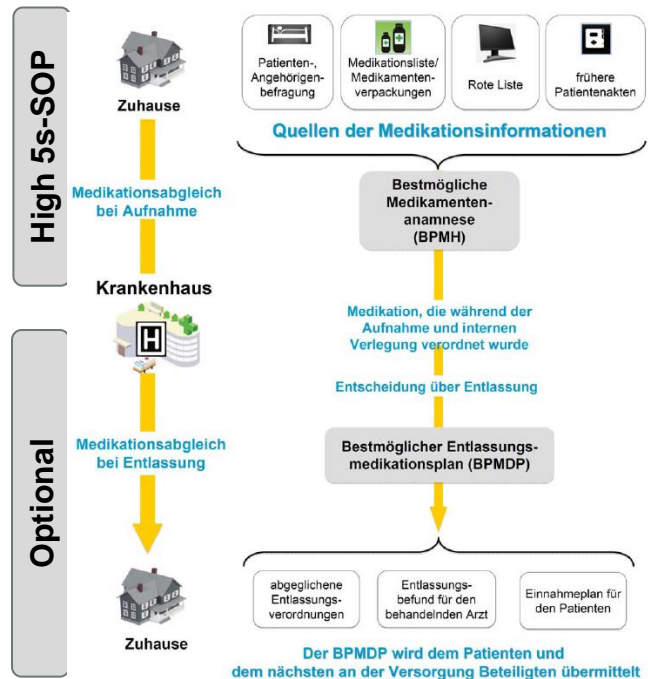 High 5s-SOP
Zuhause
Medikationsabgleich
bei Aufnahme
Krankenhaus
H
Optional
Medikationsabgleich
bei Entlassung
Zuhause
Patienten-,
Angehörigen-
befragung
Medikationsliste/
Medikamenten-
verpackungen
Rote Liste
frühere
Patientenakten
Quellen der Medikationsinformationen
Bestmögliche
Medikamenten-
anamnese
(BPMH)
Medikation, die während der
Aufnahme und internen
Verlegung verordnet wurde
Entscheidung über Entlassung
Bestmöglicher Entlassungs-
medikationsplan (BPMDP)
abgeglichene
Entlassungs-
verordnungen
Entlassungs-
befund für den
behandelnden Arzt
Einnahmeplan für
den Patienten
Der BPMDP wird dem Patienten und
dem nächsten an der Versorgung Beteiligten übermittelt